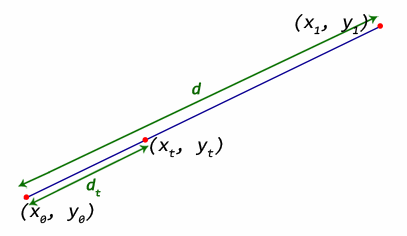 (x₁, y₁)
d
(xₜ, yₜ)
dₜ
(x₀, y₀)